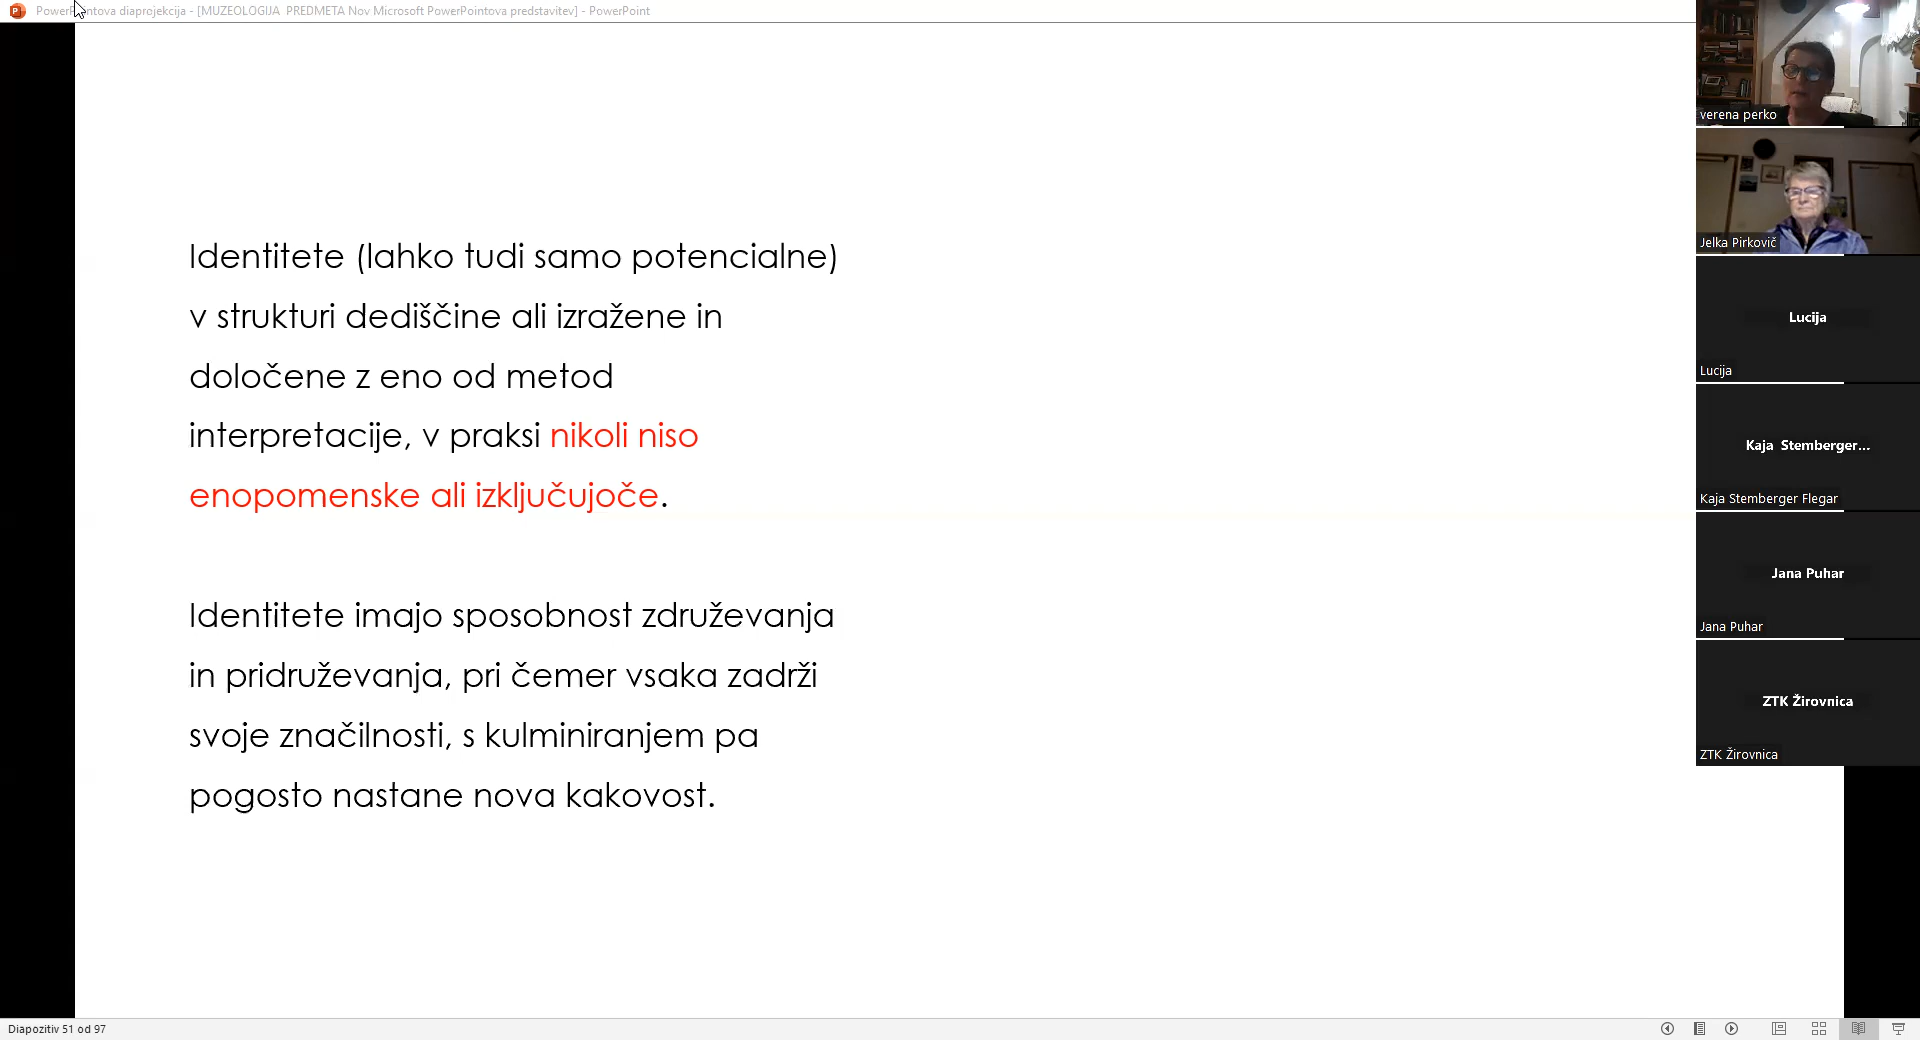 PowerPointova diaprojekcija - [MUZEOLOGIJA  PREDMETA Nov Microsoft PowerPointova predstavitev] - PowerPoint
Identitete (lahko tudi samo potencialne)
v strukturi dediščine ali izražene in
določene z eno od metod
interpretacije, v praksi nikoli niso
enopomenske ali izključujoče.
Identitete imajo sposobnost združevanja
in pridruževanja, pri čemer vsaka zadrži
svoje značilnosti, s kulminiranjem pa
pogosto nastane nova kakovost.
verena perko
Jelka Pirkovič
Lucija
Lucija
Kaja Stemberger...
Kaja Stemberger Flegar
Jana Puhar
Jana Puhar
ZTK Žirovnica
ZTK Žirovnica
Diapozitiv 51 od 97